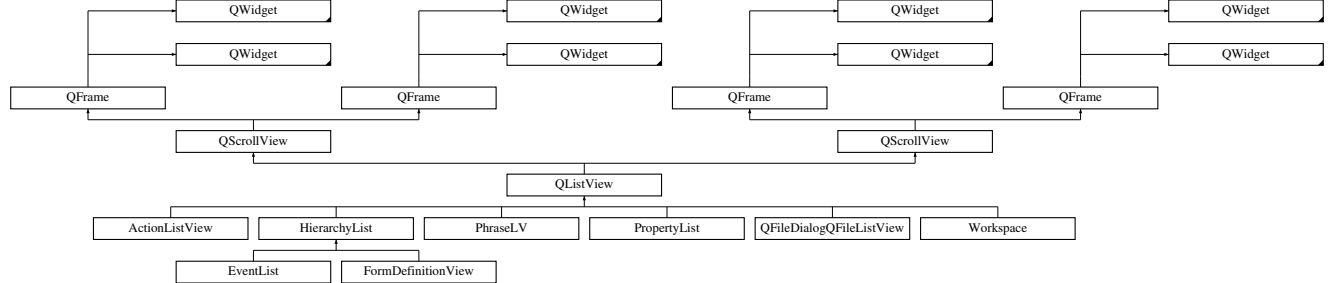 QWidget QWidget QWidget QWidget
QWidget QWidget QWidget QWidget
QFrame QFrame QFrame QFrame
QScrollView QScrollView
QListView
ActionListView HierarchyList PhraseLV PropertyList QFileDialogQFileListView Workspace
EventList FormDefinitionView